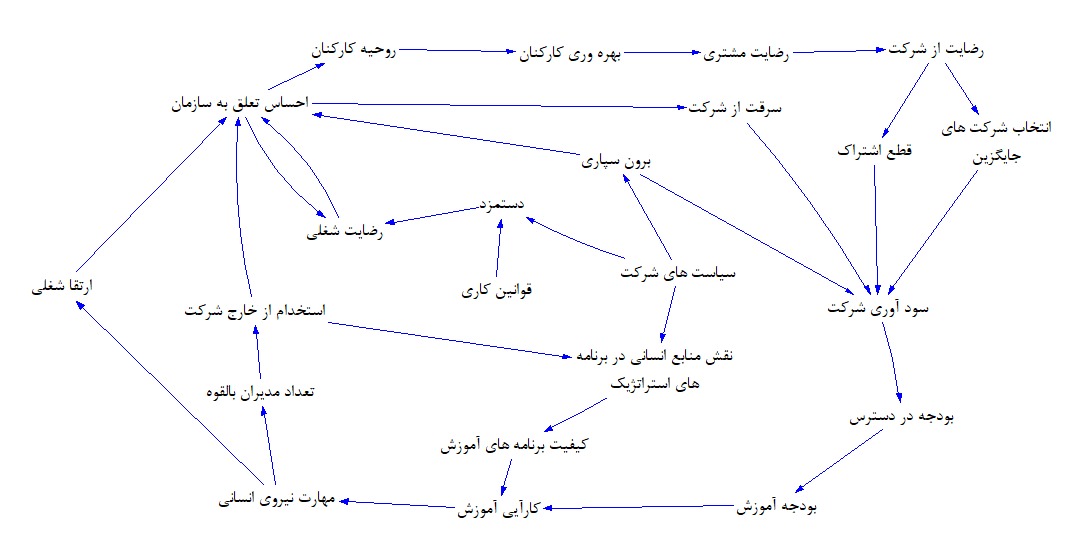 رضایت از شرکت
رضایت مشتری
بهره وری کارکنان
روحیه کارکنان
احساس تعلق به سازمان
سرقت از شرکت
انتخاب شرکت های
جایگزین
قطع اشتراک
برون سپاری
دستمزد
رضایت شغلی
سیاست های شرکت
قوانین کاری
ارتقا شغلی
استخدام از خارج شرکت
سود آوری شرکت
نقش منابع انسانی در برنامه
های استراتژیک
تعداد مدیران بالقوه
بودجه در دسترس
کیفیت برنامه های آموزش
مهارت نیروی انسانی
کارآیی آموزش
بودجه آموزش